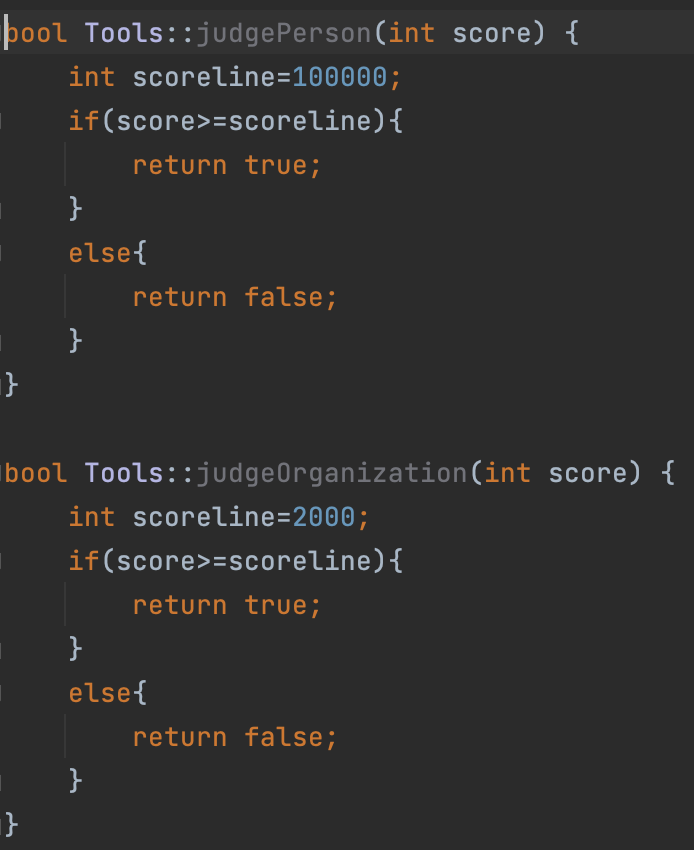 bool Tools::judgePerson(int score) {
    int scoreline=100000;
    if(score>=scoreline){
        return true;
    }
    else{
        return false;
    }
}

bool Tools::judgeOrganization(int score) {
    int scoreline=2000;
    if(score>=scoreline){
        return true;
    }
    else{
        return false;
    }
}